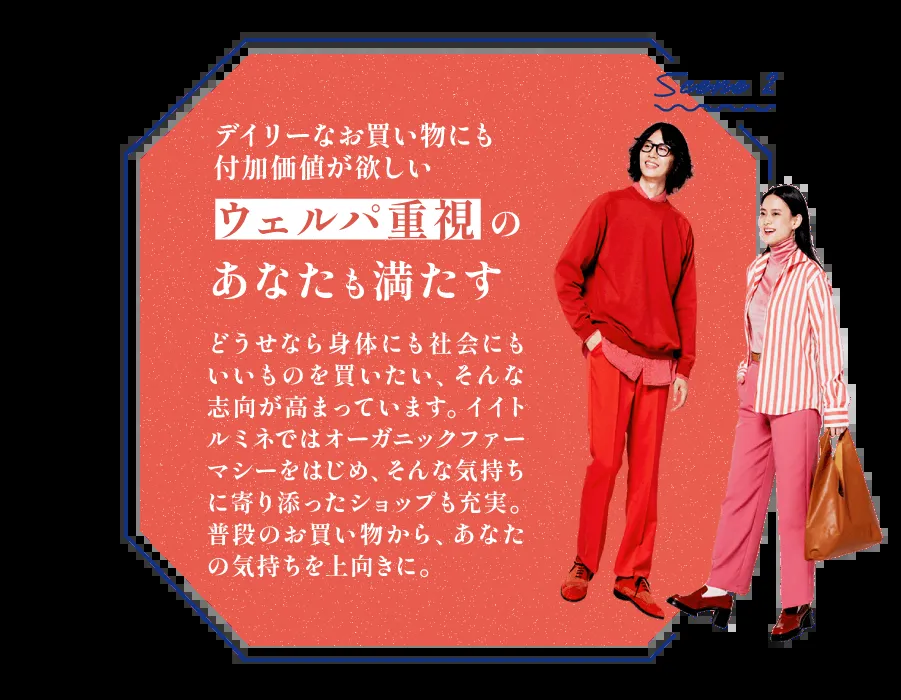 Scene 1
デイリーなお買い物にも
付加価値が欲しい
ウェルパ重視の
あなたも満たす
どうせなら身体にも社会にも
いいものを買いたい、そんな
志向が高まっています。イイト
ルミネではオーガニックファー
マシーをはじめ、そんな気持ち
に寄り添ったショップも充実。
普段のお買い物から、あなた
の気持ちを上向きに。